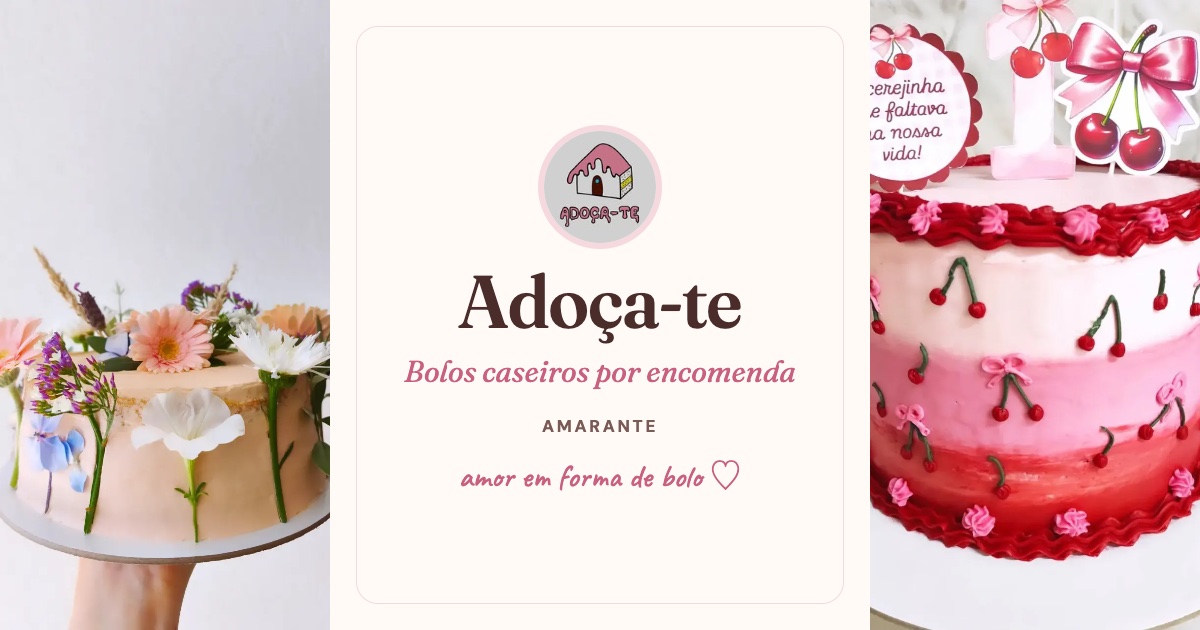 ADOÇA-TE
Adoça-te
Bolos caseiros por encomenda
AMARANTE
amor em forma de bolo ♡
cerejinha
faltava
nossa
vida!
1